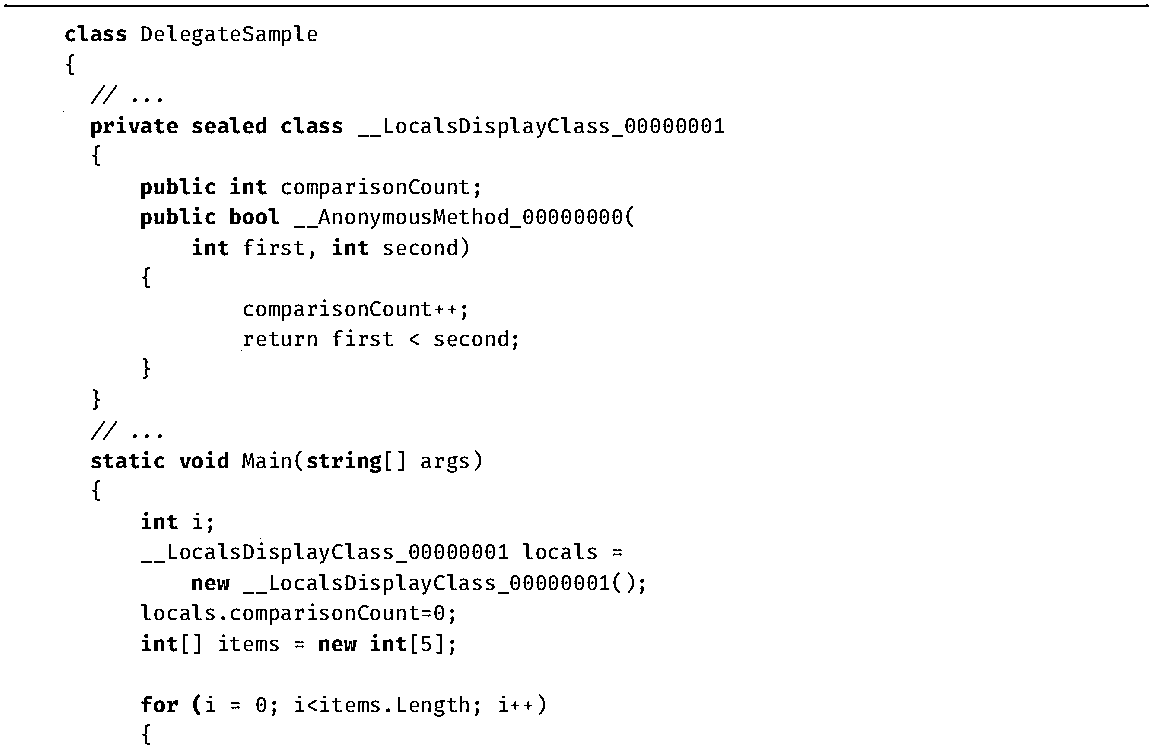 class DelegateSample
{
  // ...
  private sealed class __LocalsDisplayClass_00000001
  {
      public int comparisonCount;
      public bool __AnonymousMethod_00000000(
          int first, int second)
      {
              comparisonCount++;
              return first < second;
      }
  }
  // ...
  static void Main(string[] args)
  {
      int i;
      __LocalsDisplayClass_00000001 locals =
          new __LocalsDisplayClass_00000001();
      locals.comparisonCount=0;
      int[] items = new int[5];

      for (i = 0; i<items.Length; i++)
      {